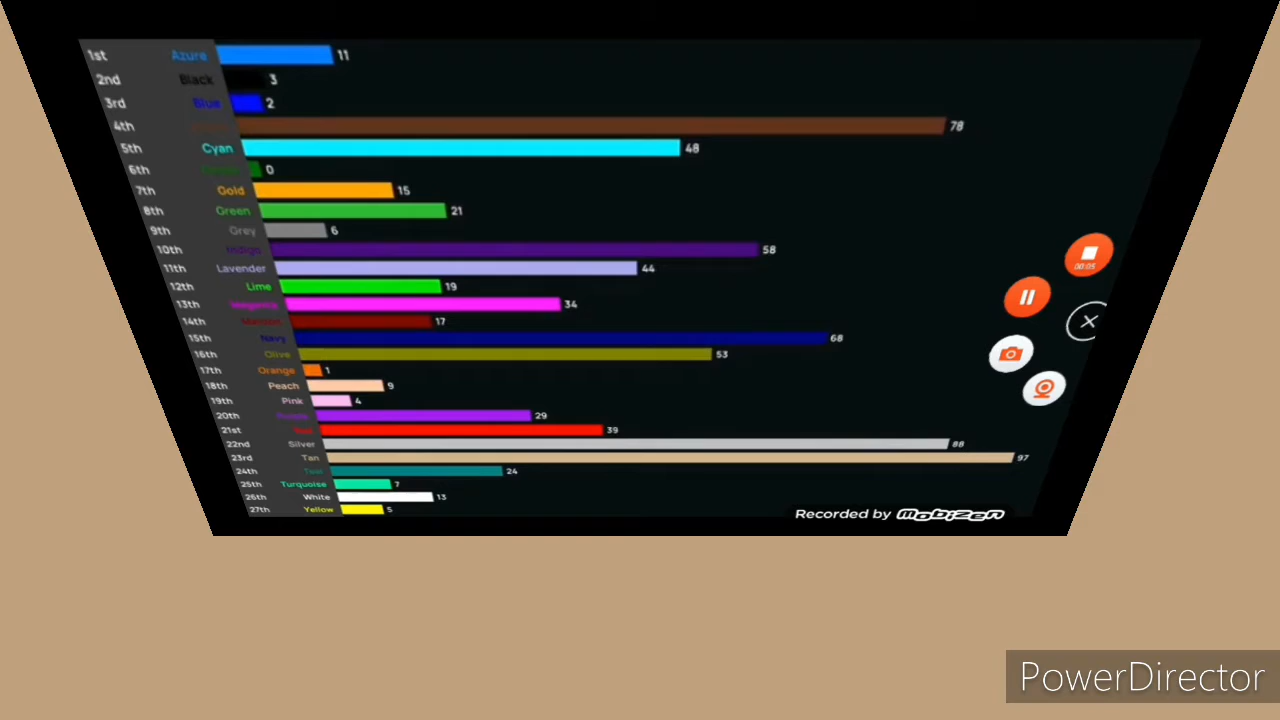 1st Azure 11
2nd Black 3
3rd Blue 2
4th 78
5th Cyan 48
6th 0
7th Gold 15
8th Green 21
9th Grey 6
10th Indigo 58
11th Lavender 44
12th Lime 19
13th Magenta 34
14th Maroon 17
15th Navy 68
16th Olive 53
17th Orange 1
18th Peach 9
19th Pink 4
20th Purple 29
21st Red 39
22nd Silver 88
23rd Tan 97
24th Teal 24
25th Turquoise 7
26th White 13
27th Yellow 5
00:05
Recorded by mobizen
PowerDirector